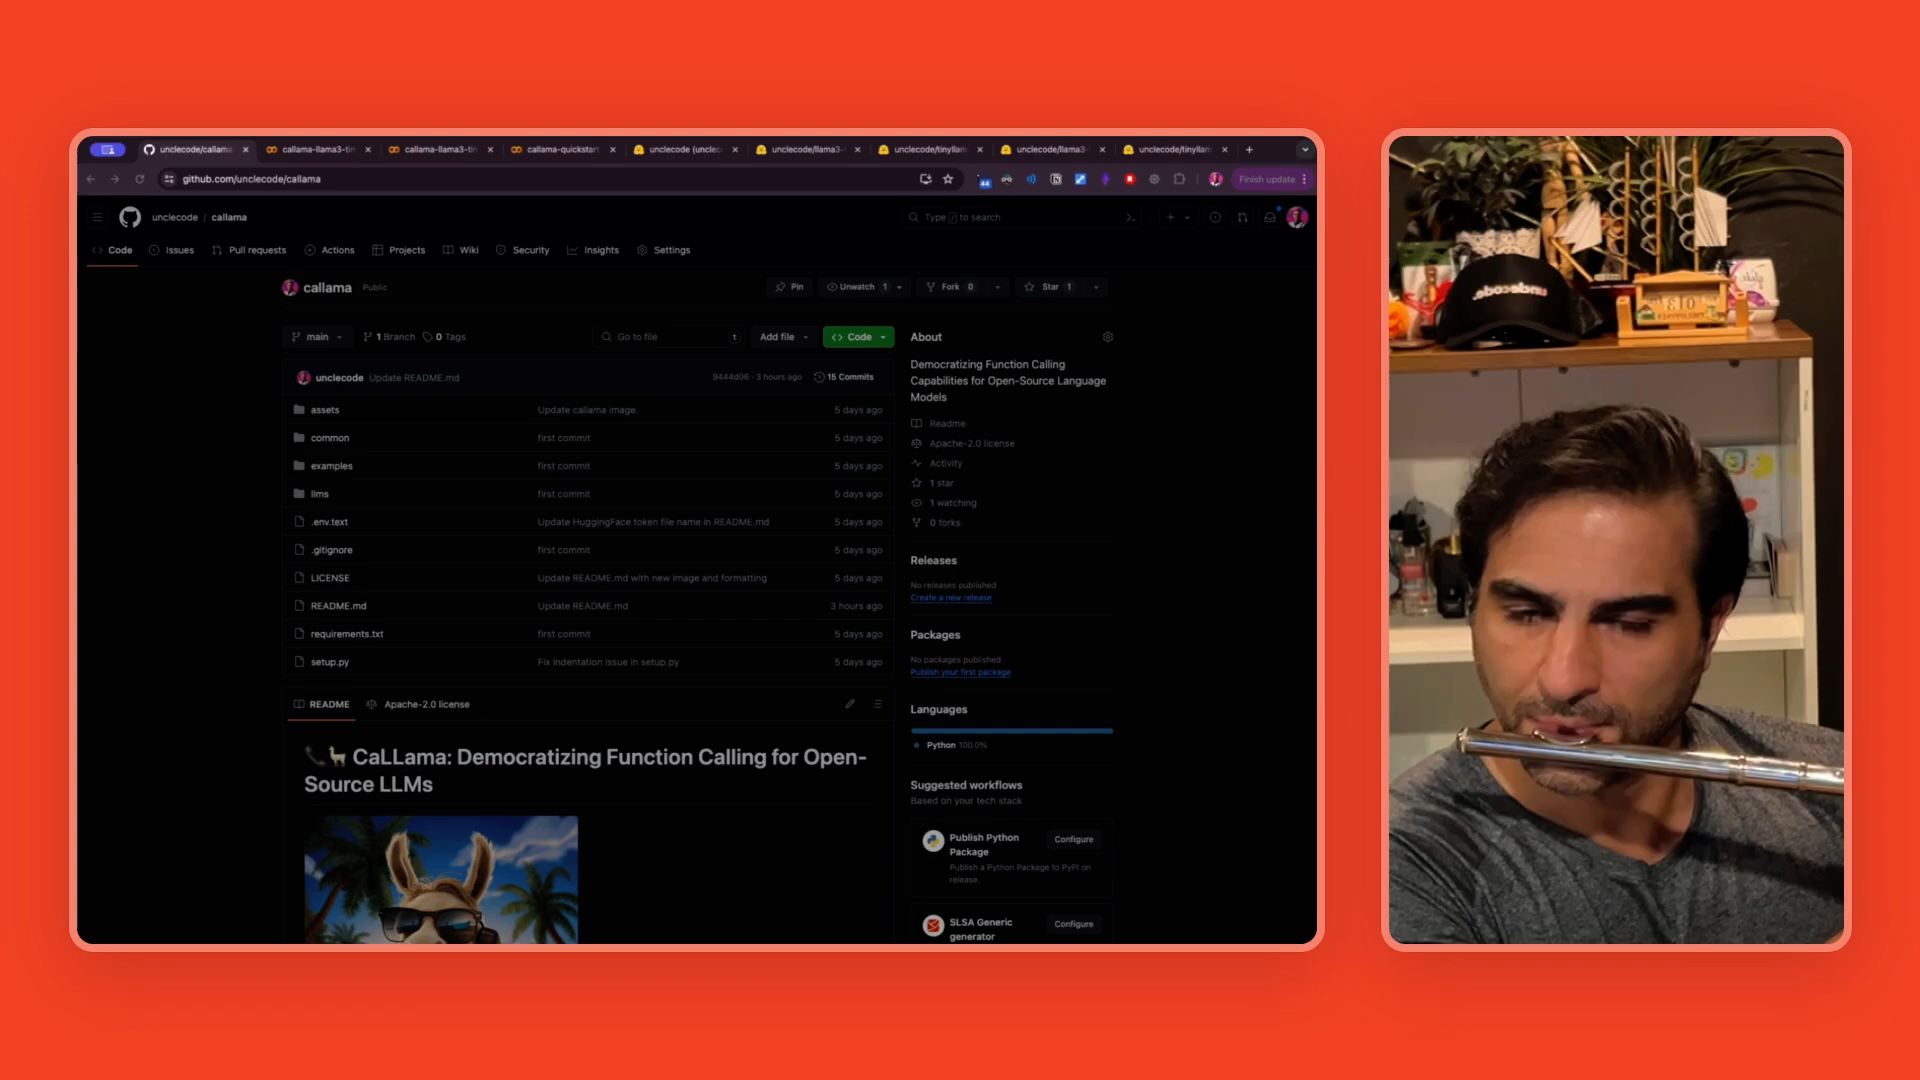 unclecode/callama
callama-llama3-tin
callama-llama3-tin
callama-quickstart
unclecode (unclec
unclecode/llama3-
unclecode/tinyllam
unclecode/llama3-
unclecode/tinyllam
github.com/unclecode/callama
44
Finish update
unclecode / callama
Type / to search
Code
Issues
Pull requests
Actions
Projects
Wiki
Security
Insights
Settings
callama Public
Pin
Unwatch 1
Fork 0
Star 1
main
1 Branch
0 Tags
Go to file t
Add file
Code
unclecode Update README.md 9444d06 · 3 hours ago 15 Commits
assets Update callama image. 5 days ago
common first commit 5 days ago
examples first commit 5 days ago
llms first commit 5 days ago
.env.text Update HuggingFace token file name in README.md 5 days ago
.gitignore first commit 5 days ago
LICENSE Update README.md with new image and formatting 5 days ago
README.md Update README.md 3 hours ago
requirements.txt first commit 5 days ago
setup.py Fix indentation issue in setup.py 5 days ago
README
Apache-2.0 license
CaLLama: Democratizing Function Calling for Open-
Source LLMs
About
Democratizing Function Calling
Capabilities for Open-Source Language
Models
Readme
Apache-2.0 license
Activity
1 star
1 watching
0 forks
Releases
No releases published
Create a new release
Packages
No packages published
Publish your first package
Languages
Python 100.0%
Suggested workflows
Based on your tech stack
Publish Python
Package
Configure
Publish a Python Package to PyPI on
release.
SLSA Generic
generator
Configure
undecode.